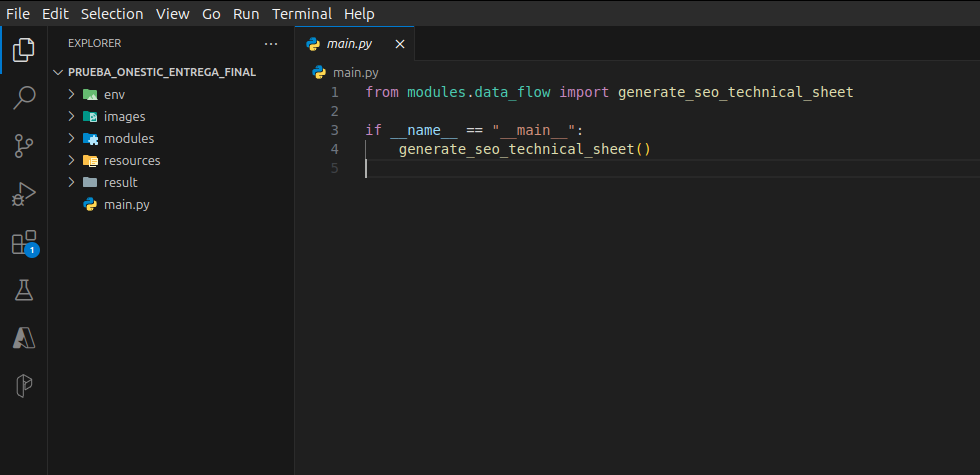 File Edit Selection View Go Run Terminal Help
EXPLORER ...
main.py
PRUEBA_ONESTIC_ENTREGA_FINAL
env
images
modules
resources
result
main.py
1
main.py
1 from modules.data_flow import generate_seo_technical_sheet
2
3 if __name__ == "__main__":
4 generate_seo_technical_sheet()
5